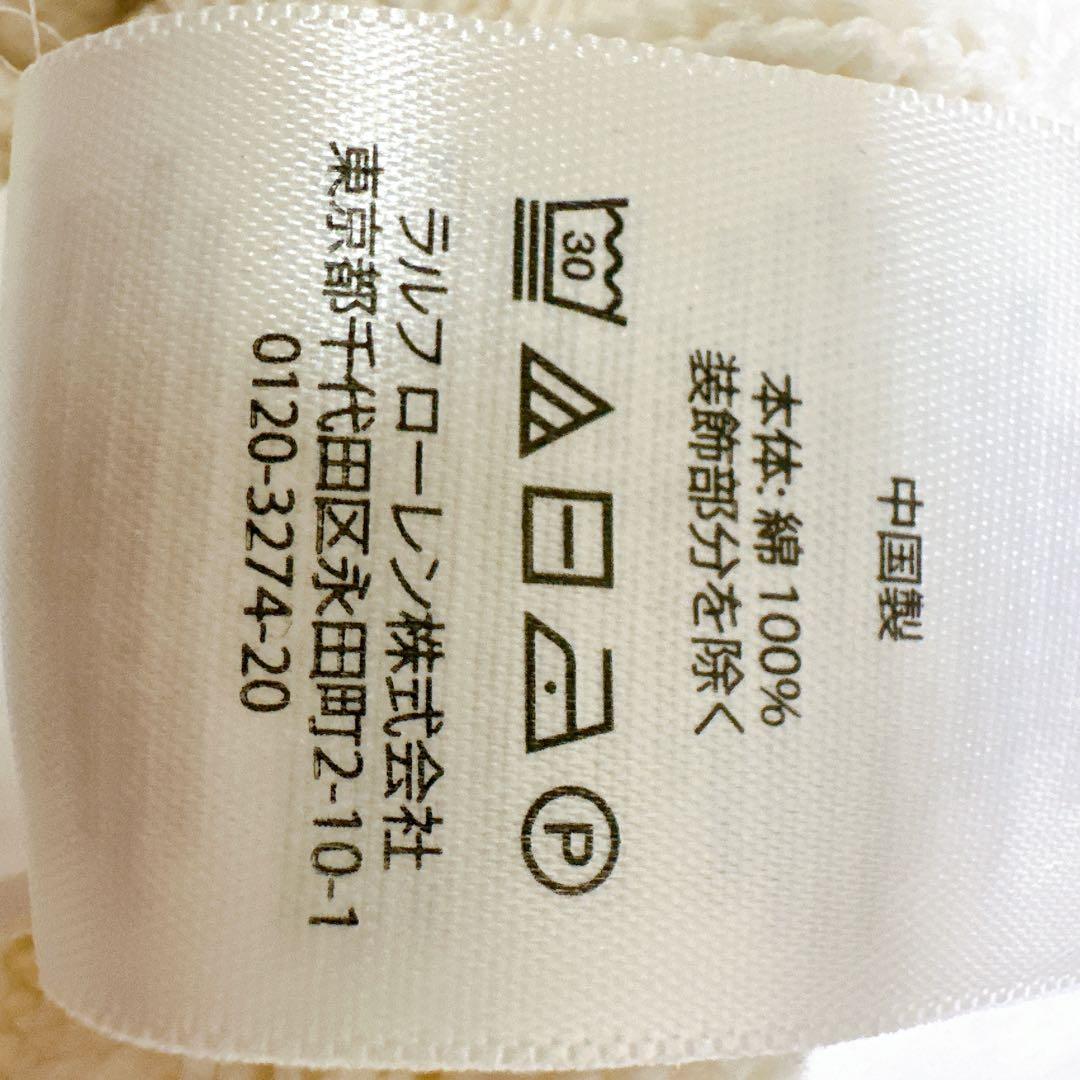 中国製
本体: 綿 100%
装飾部分を除く
30
P
ラルフローレン株式会社
東京都千代田区永田町2-10-1
0120-3274-20